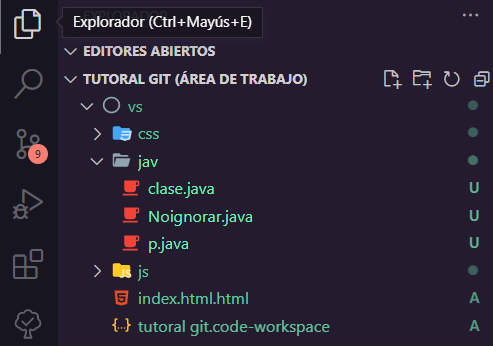 Explorador (Ctrl+Mayús+E)
EDITORES ABIERTOS
TUTORAL GIT (ÁREA DE TRABAJO)
vs
css
jav
clase.java U
Noignorar.java U
9
p.java U
JS js
index.html.html A
tutoral git.code-workspace A